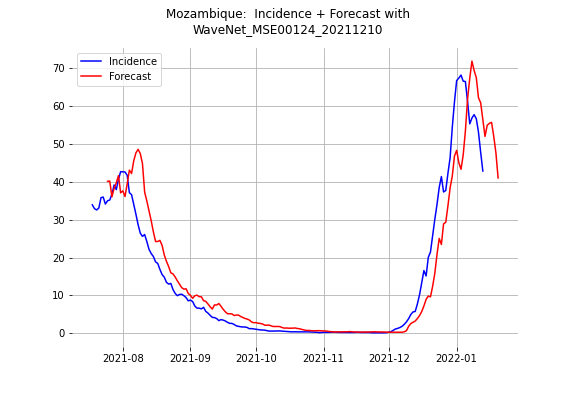 Mozambique:  Incidence + Forecast with
WaveNet_MSE00124_20211210
Incidence
Forecast
70
60
50
40
30
20
10
0
2021-08 2021-09 2021-10 2021-11 2021-12 2022-01